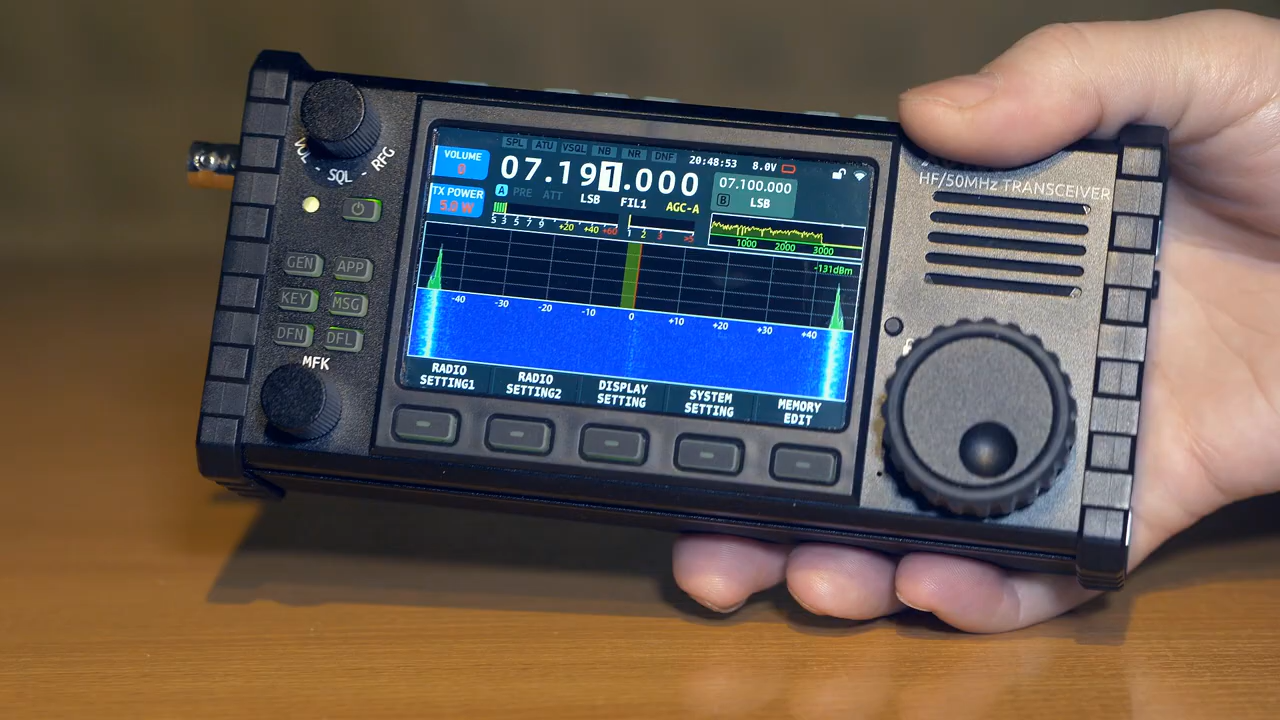 VOL
SQL
RFG
GEN
APP
KEY
MSG
DFN
DFL
MFK
SPL ATU VSQL NB NR DNF 20:48:53 8.0V
VOLUME
0
07.191.000
07.100.000
TX POWER
5.0 W
A PRE ATT LSB FIL1 AGC-A
B LSB
S 3 5 7 9 +20 +40 +60
1 2 3 >5
1000 2000 3000
-131dBm
-40 -30 -20 -10 0 +10 +20 +30 +40
RADIO SETTING1
RADIO SETTING2
DISPLAY SETTING
SYSTEM SETTING
MEMORY EDIT
HF/50MHz TRANSCEIVER